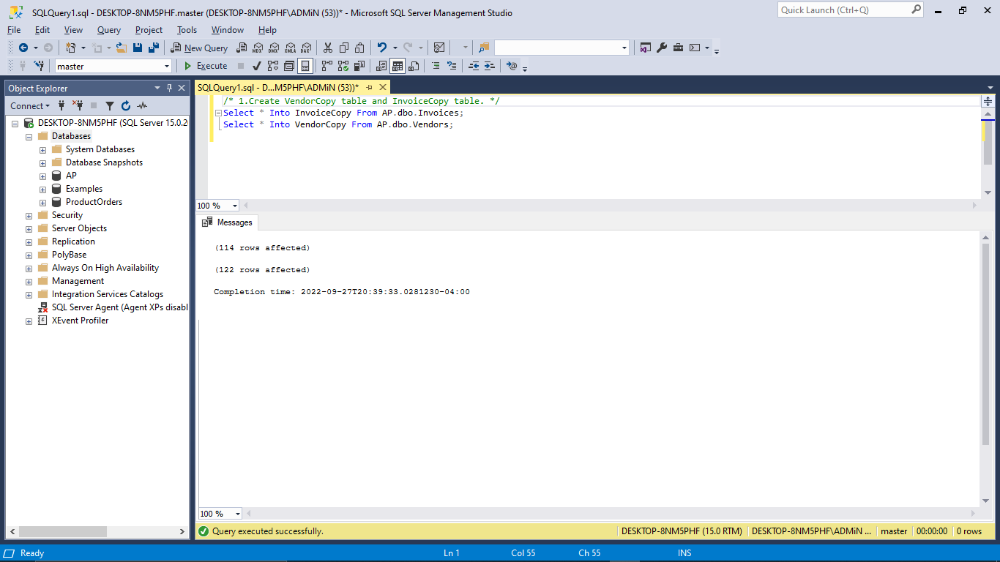 SQLQuery1.sql - DESKTOP-8NM5PHF.master (DESKTOP-8NM5PHF\ADMiN (53))* - Microsoft SQL Server Management Studio
Quick Launch (Ctrl+Q)
File Edit View Query Project Tools Window Help
New Query MDX DMX XMLA DAX
master Execute
Object Explorer
SQLQuery1.sql - D...M5PHF\ADMiN (53))*
Connect
DESKTOP-8NM5PHF (SQL Server 15.0.2
Databases
System Databases
Database Snapshots
AP
Examples
ProductOrders
Security
Server Objects
Replication
PolyBase
Always On High Availability
Management
Integration Services Catalogs
SQL Server Agent (Agent XPs disabl
XEvent Profiler
/* 1.Create VendorCopy table and InvoiceCopy table. */
Select * Into InvoiceCopy From AP.dbo.Invoices;
Select * Into VendorCopy From AP.dbo.Vendors;
100 %
Messages
(114 rows affected)
(122 rows affected)
Completion time: 2022-09-27T20:39:33.0281230-04:00
100 %
Query executed successfully. DESKTOP-8NM5PHF (15.0 RTM) DESKTOP-8NM5PHF\ADMiN ... master 00:00:00 0 rows
Ready Ln 1 Col 55 Ch 55 INS